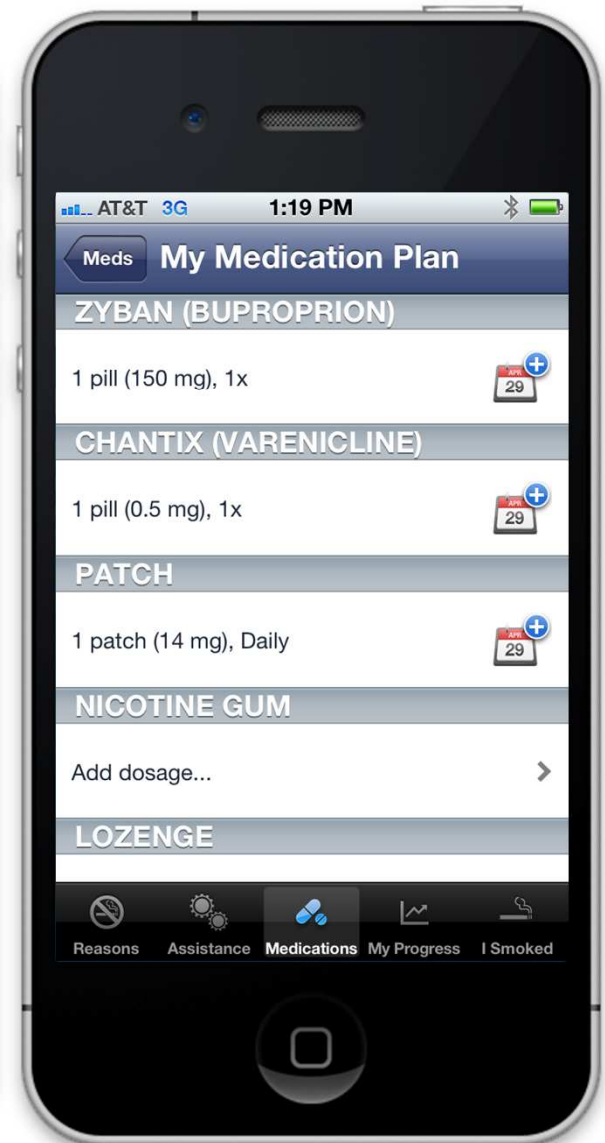 AT&T 3G 1:19 PM
Meds My Medication Plan
ZYBAN (BUPROPRION)
1 pill (150 mg), 1x
APR
29
CHANTIX (VARENICLINE)
1 pill (0.5 mg), 1x
APR
29
PATCH
1 patch (14 mg), Daily
APR
29
NICOTINE GUM
Add dosage...
LOZENGE
Reasons Assistance Medications My Progress I Smoked